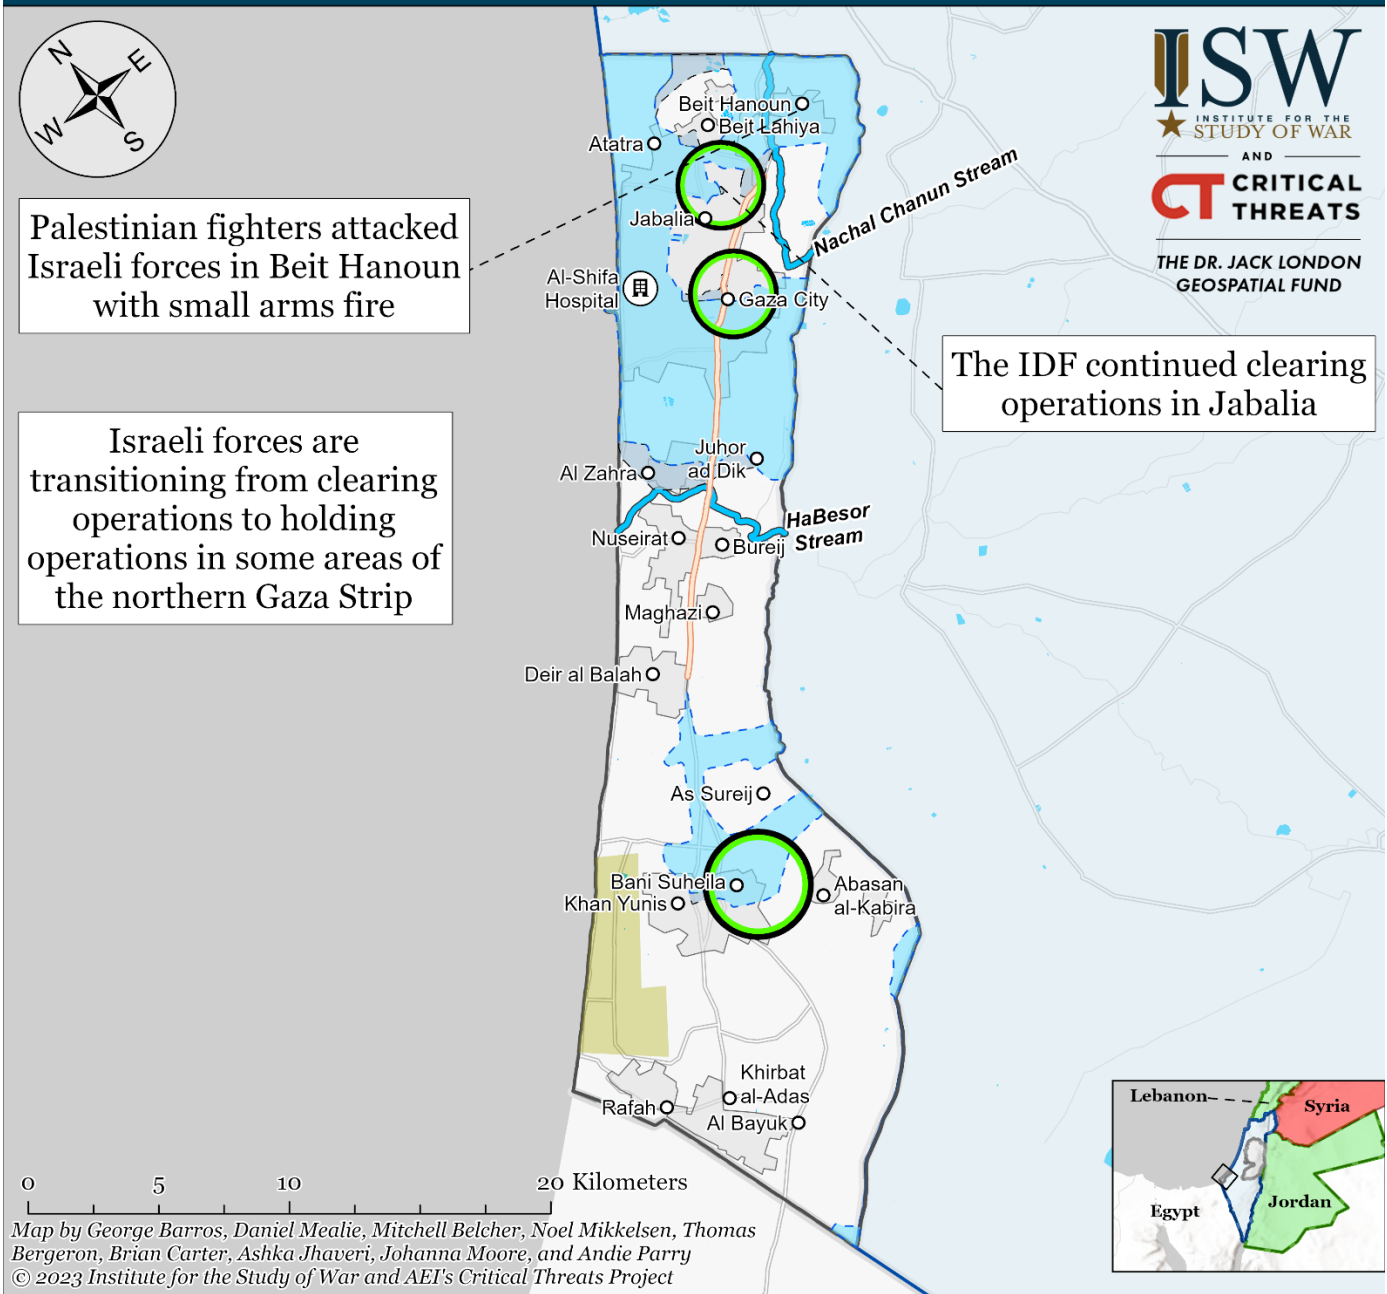 N
E
W
S
ISW
INSTITUTE FOR THE
STUDY OF WAR
AND
CT CRITICAL
THREATS
THE DR. JACK LONDON
GEOSPATIAL FUND
Palestinian fighters attacked
Israeli forces in Beit Hanoun
with small arms fire
Israeli forces are
transitioning from clearing
operations to holding
operations in some areas of
the northern Gaza Strip
The IDF continued clearing
operations in Jabalia
Beit Hanoun
Beit Lahiya
Atatra
Jabalia
Nachal Chanun Stream
Al-Shifa
Hospital
Gaza City
Juhor
ad Dik
Al Zahra
HaBesor
Stream
Nuseirat
Bureij
Maghazi
Deir al Balah
As Sureij
Bani Suheila
Khan Yunis
Abasan
al-Kabira
Khirbat
al-Adas
Rafah
Al Bayuk
Lebanon
Syria
Jordan
Egypt
0 5 10 20 Kilometers
Map by George Barros, Daniel Mealie, Mitchell Belcher, Noel Mikkelsen, Thomas
Bergeron, Brian Carter, Ashka Jhaveri, Johanna Moore, and Andie Parry
© 2023 Institute for the Study of War and AEI's Critical Threats Project